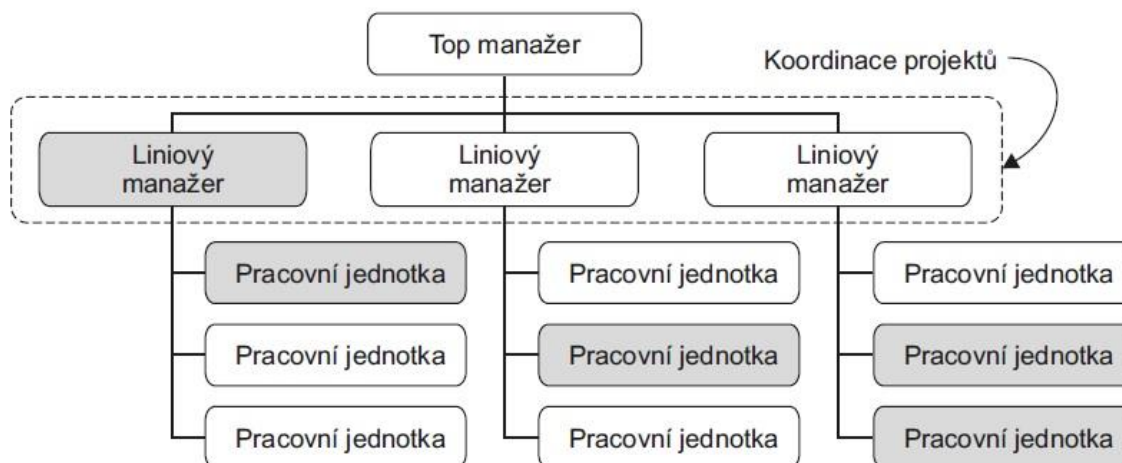 Top manažer
Koordinace projektů
Liniový
manažer
Liniový
manažer
Liniový
manažer
Pracovní jednotka
Pracovní jednotka
Pracovní jednotka
Pracovní jednotka
Pracovní jednotka
Pracovní jednotka
Pracovní jednotka
Pracovní jednotka
Pracovní jednotka